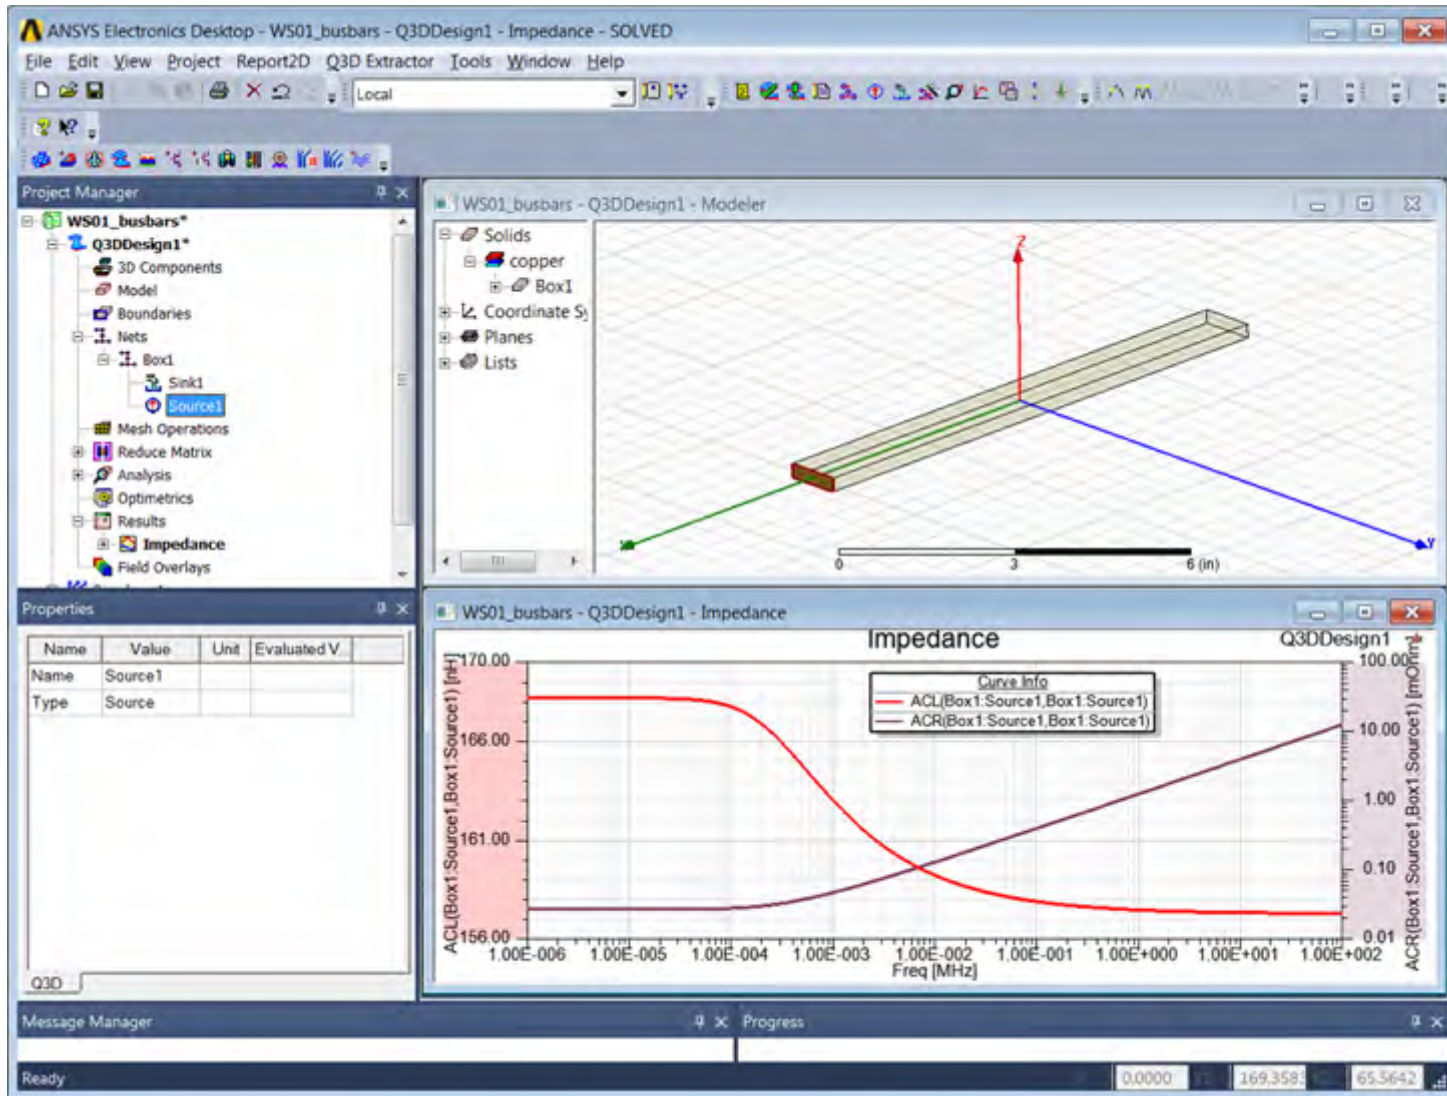 ANSYS Electronics Desktop - WS01_busbars - Q3DDesign1 - Impedance - SOLVED
File Edit View Project Report2D Q3D Extractor Tools Window Help
Local
Project Manager
WS01_busbars*
Q3DDesign1*
3D Components
Model
Boundaries
Nets
Box1
Sink1
Source1
Mesh Operations
Reduce Matrix
Analysis
Optimetrics
Results
Impedance
Field Overlays
WS01_busbars - Q3DDesign1 - Modeler
Solids
copper
Box1
Coordinate Sy
Planes
Lists
Z
Y
0 3 6 (in)
Properties
Name Value Unit Evaluated V...
Name Source1
Type Source
Q3D
WS01_busbars - Q3DDesign1 - Impedance
Impedance
Q3DDesign1
Curve Info
ACL(Box1:Source1,Box1:Source1)
ACR(Box1:Source1,Box1:Source1)
ACL(Box1:Source1,Box1:Source1) [nH]
170.00
166.00
161.00
156.00
100.00
10.00
1.00
0.10
0.01
ACR(Box1:Source1,Box1:Source1) [mOhm]
1.00E-006 1.00E-005 1.00E-004 1.00E-003 1.00E-002 1.00E-001 1.00E+000 1.00E+001 1.00E+002
Freq [MHz]
Message Manager
Progress
Ready
0.0000
169.358
65.5642